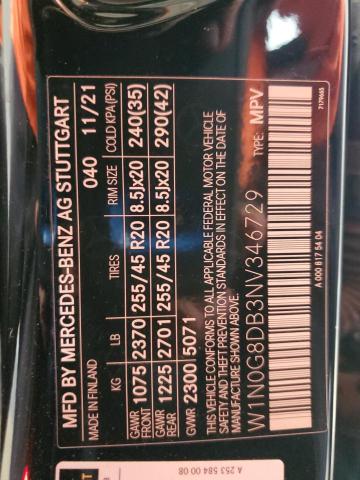 MFD BY MERCEDES-BENZ AG STUTTGART
MADE IN FINLAND 040 11/21
KG LB TIRES RIM SIZE COLD KPA(PSI)
GAWR FRONT 1075 2370 255/45 R20 8.5Jx20 240(35)
GAWR REAR 1225 2701 255/45 R20 8.5Jx20 290(42)
GVWR 2300 5071
THIS VEHICLE CONFORMS TO ALL APPLICABLE FEDERAL MOTOR VEHICLE
SAFETY AND THEFT PREVENTION STANDARDS IN EFFECT ON THE DATE OF
MANUFACTURE SHOWN ABOVE. TYPE: MPV
W1N0G8DB3NV346729
A 000 817 54 04
7179665
A 253 584 00 08